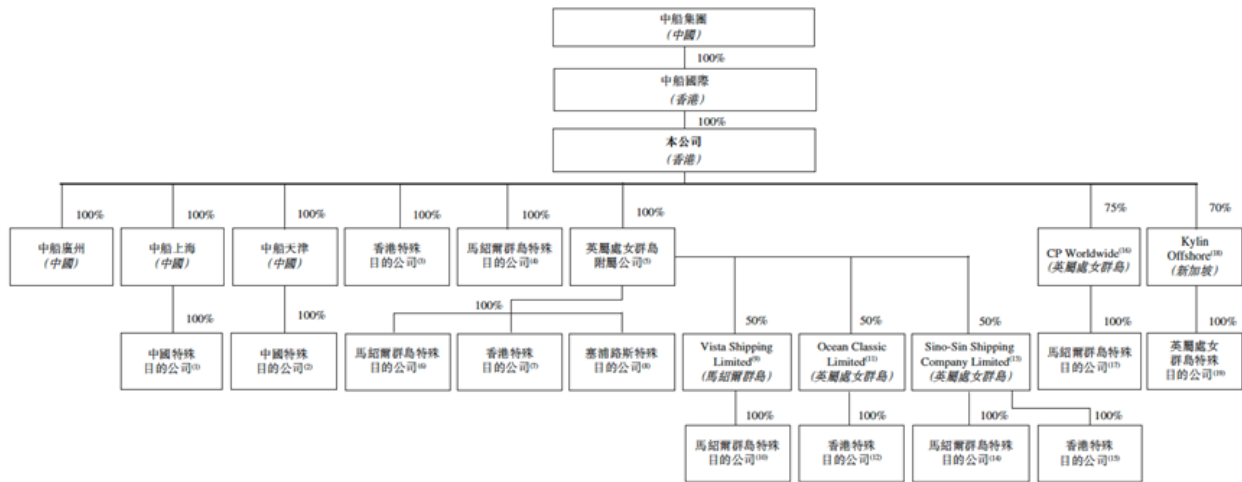 中船集團
(中國)
100%
中船國際
(香港)
100%
本公司
(香港)
100%
100%
100%
100%
100%
100%
75%
70%
中船廣州
(中國)
中船上海
(中國)
中船天津
(中國)
香港特殊
目的公司(3)
馬紹爾群島特殊
目的公司(4)
英屬處女群島
附屬公司(5)
CP Worldwide(16)
(英屬處女群島)
Kylin
Offshore(18)
(新加坡)
100%
100%
100%
50%
50%
50%
100%
100%
中國特殊
目的公司(1)
中國特殊
目的公司(2)
馬紹爾群島特殊
目的公司(6)
香港特殊
目的公司(7)
塞浦路斯特殊
目的公司(8)
Vista Shipping
Limited(9)
(馬紹爾群島)
Ocean Classic
Limited(11)
(英屬處女群島)
Sino-Sin Shipping
Company Limited(13)
(英屬處女群島)
馬紹爾群島特殊
目的公司(17)
英屬處女
群島特殊
目的公司(19)
100%
100%
100%
100%
馬紹爾群島特殊
目的公司(10)
香港特殊
目的公司(12)
馬紹爾群島特殊
目的公司(14)
香港特殊
目的公司(15)